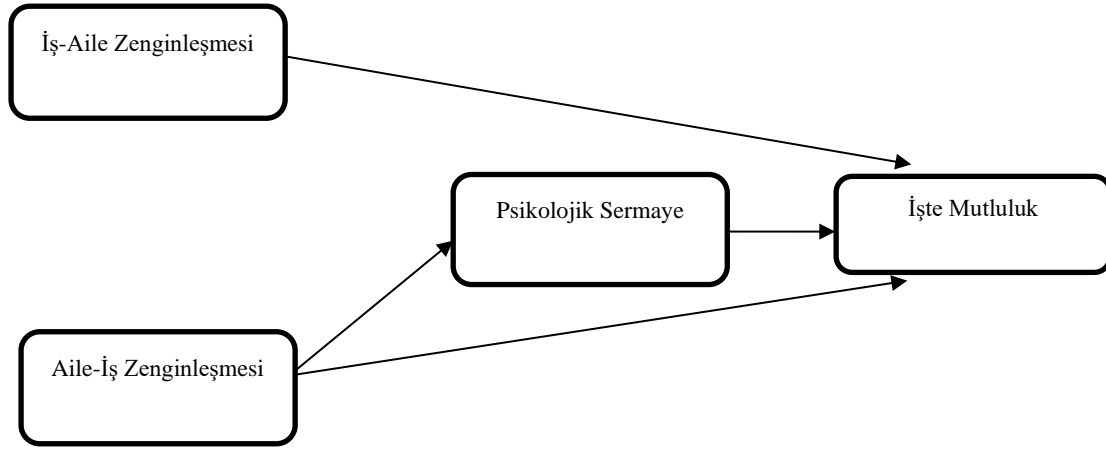 İş-Aile Zenginleşmesi
Psikolojik Sermaye
İşte Mutluluk
Aile-İş Zenginleşmesi